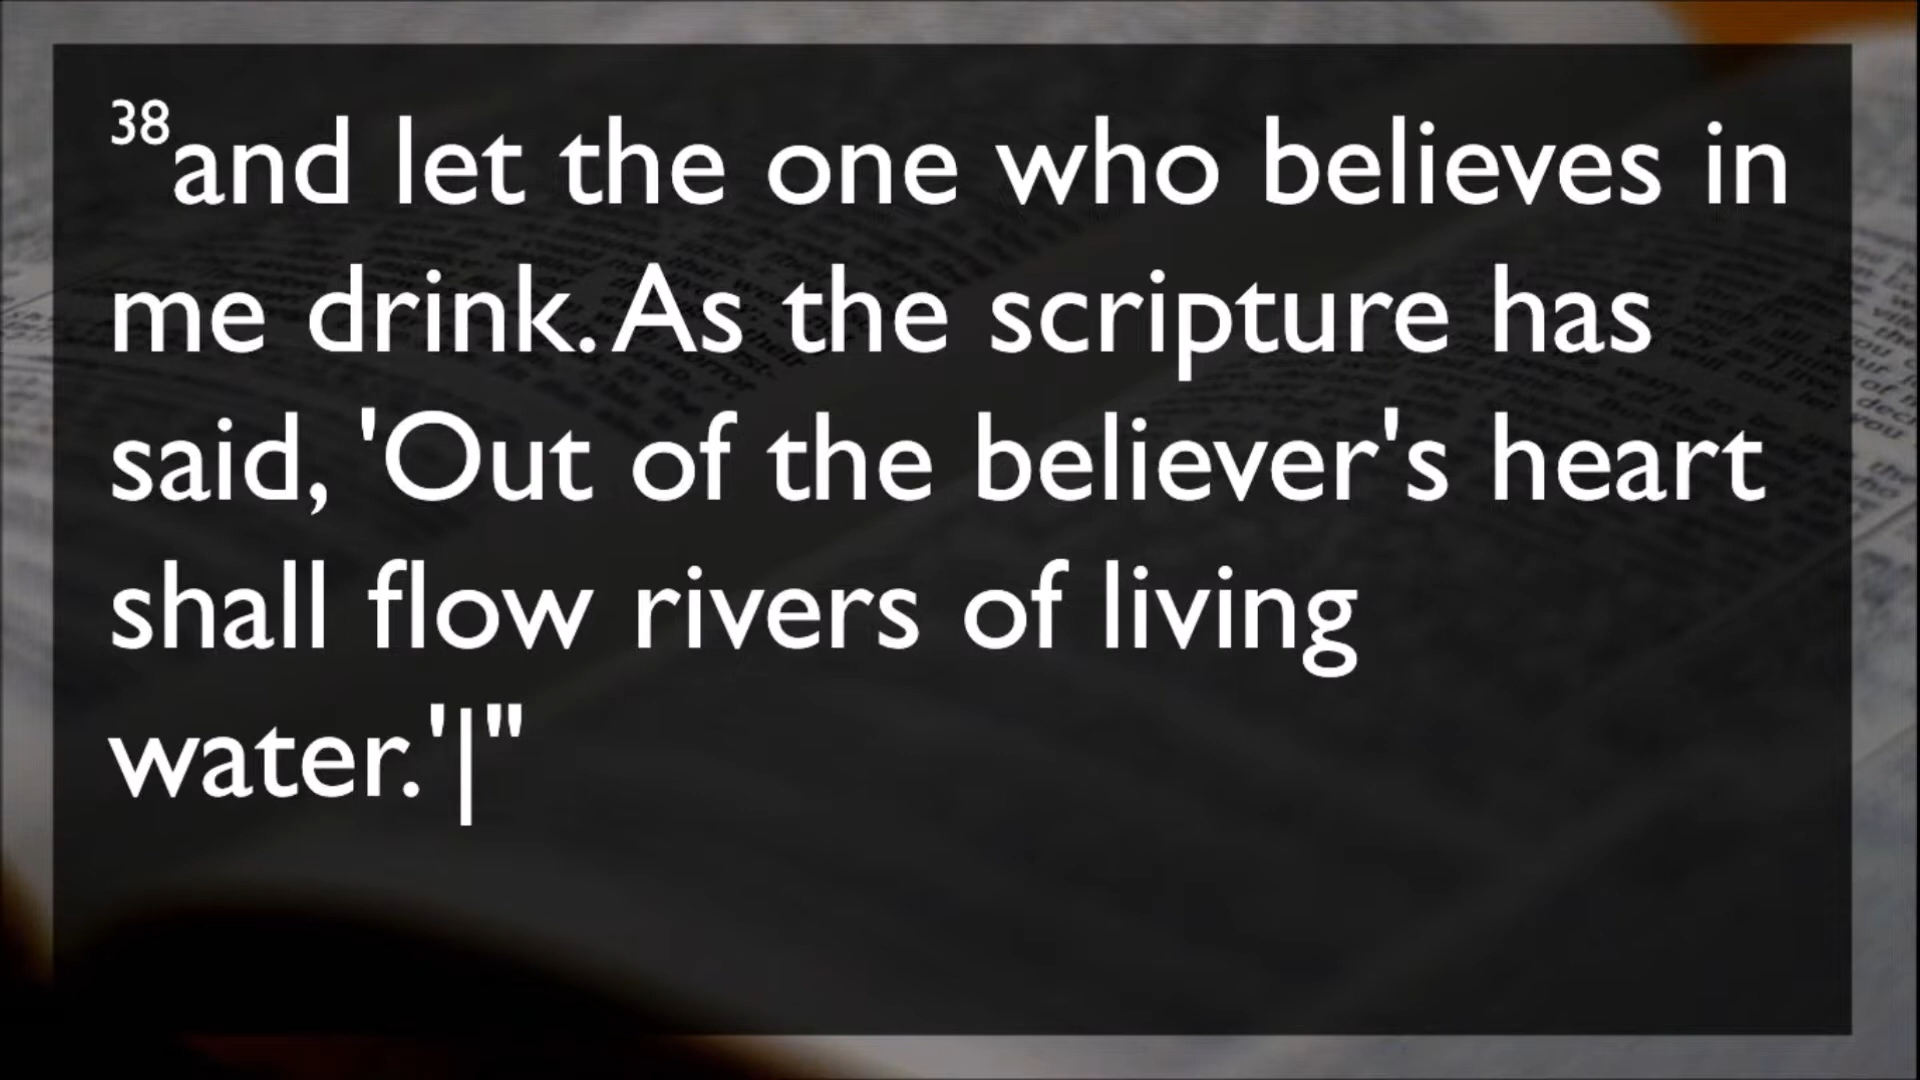 38and let the one who believes in
me drink. As the scripture has
said, 'Out of the believer's heart
shall flow rivers of living
water.'|"